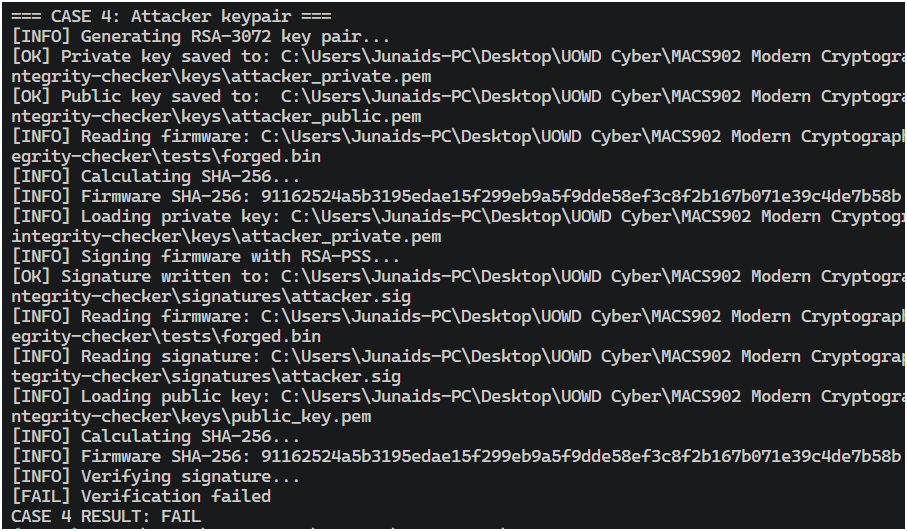 === CASE 4: Attacker keypair ===
[INFO] Generating RSA-3072 key pair...
[OK] Private key saved to: C:\Users\Junaids-PC\Desktop\UOWD Cyber\MACS902 Modern Cryptogra
ntegrity-checker\keys\attacker_private.pem
[OK] Public key saved to:  C:\Users\Junaids-PC\Desktop\UOWD Cyber\MACS902 Modern Cryptogra
ntegrity-checker\keys\attacker_public.pem
[INFO] Reading firmware: C:\Users\Junaids-PC\Desktop\UOWD Cyber\MACS902 Modern Cryptograph
egrity-checker\tests\forged.bin
[INFO] Calculating SHA-256...
[INFO] Firmware SHA-256: 91162524a5b3195edae15f299eb9a5f9dde58ef3c8f2b167b071e39c4de7b58b
[INFO] Loading private key: C:\Users\Junaids-PC\Desktop\UOWD Cyber\MACS902 Modern Cryptogr
integrity-checker\keys\attacker_private.pem
[INFO] Signing firmware with RSA-PSS...
[OK] Signature written to: C:\Users\Junaids-PC\Desktop\UOWD Cyber\MACS902 Modern Cryptogra
ntegrity-checker\signatures\attacker.sig
[INFO] Reading firmware: C:\Users\Junaids-PC\Desktop\UOWD Cyber\MACS902 Modern Cryptograph
egrity-checker\tests\forged.bin
[INFO] Reading signature: C:\Users\Junaids-PC\Desktop\UOWD Cyber\MACS902 Modern Cryptograp
tegrity-checker\signatures\attacker.sig
[INFO] Loading public key: C:\Users\Junaids-PC\Desktop\UOWD Cyber\MACS902 Modern Cryptogra
ntegrity-checker\keys\public_key.pem
[INFO] Calculating SHA-256...
[INFO] Firmware SHA-256: 91162524a5b3195edae15f299eb9a5f9dde58ef3c8f2b167b071e39c4de7b58b
[INFO] Verifying signature...
[FAIL] Verification failed
CASE 4 RESULT: FAIL